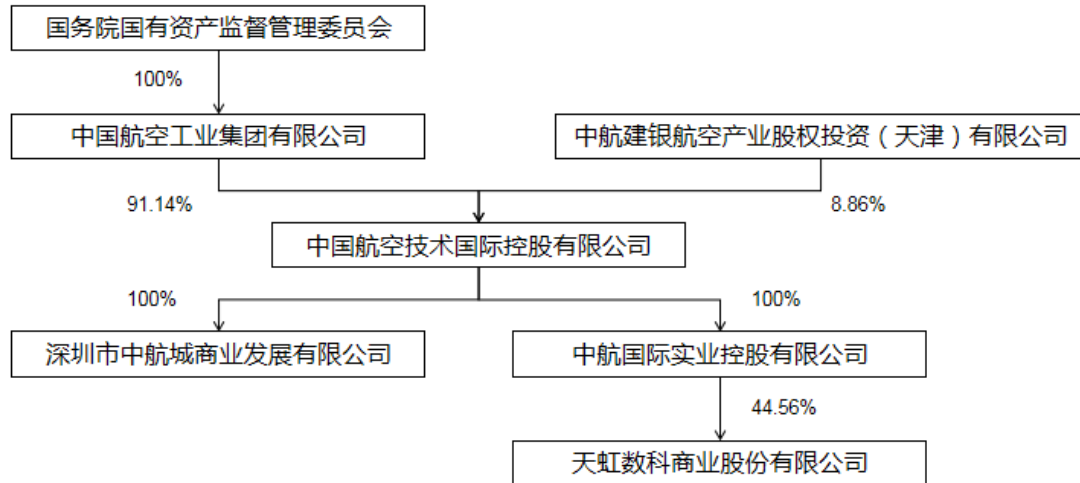 国务院国有资产监督管理委员会
100%
中国航空工业集团有限公司
中航建银航空产业股权投资（天津）有限公司
91.14%
8.86%
中国航空技术国际控股有限公司
100%
100%
深圳市中航城商业发展有限公司
中航国际实业控股有限公司
44.56%
天虹数科商业股份有限公司